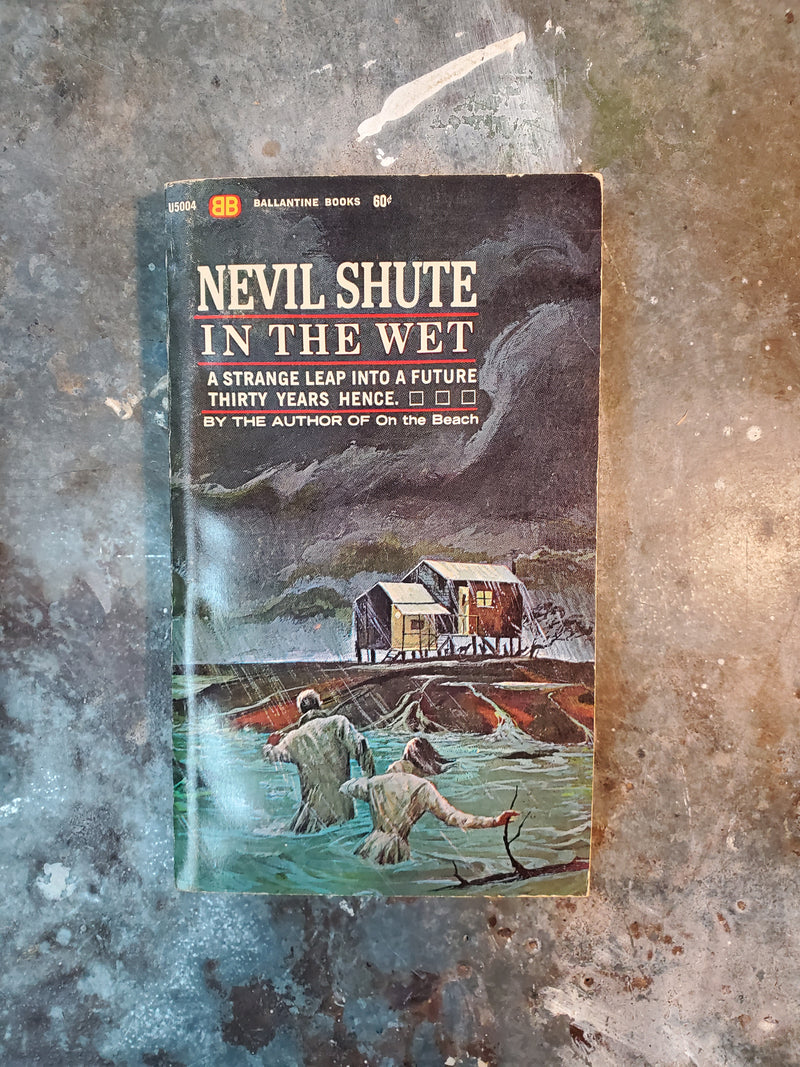 U5004 BB BALLANTINE BOOKS 60¢
NEVIL SHUTE
IN THE WET
A STRANGE LEAP INTO A FUTURE
THIRTY YEARS HENCE.
BY THE AUTHOR OF On the Beach